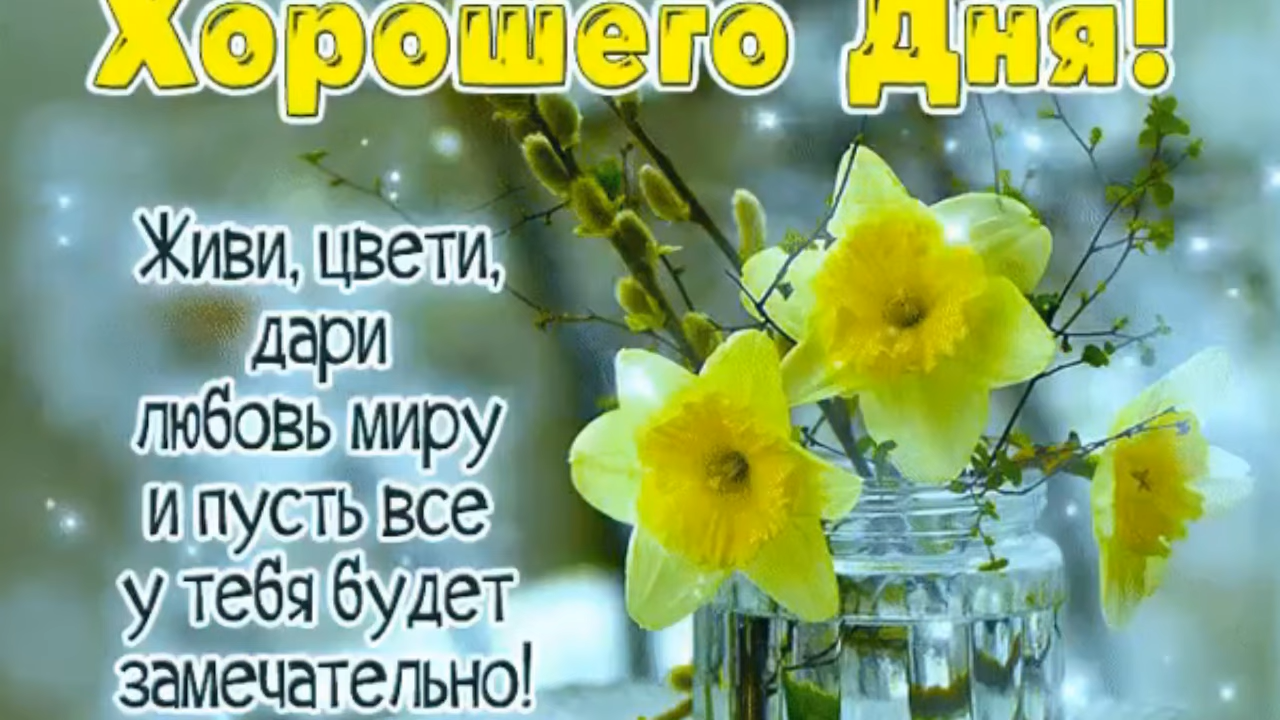 Хорошего Дня!
Живи, цвети,
дари
любовь миру
и пусть все
у тебя будет
замечательно!